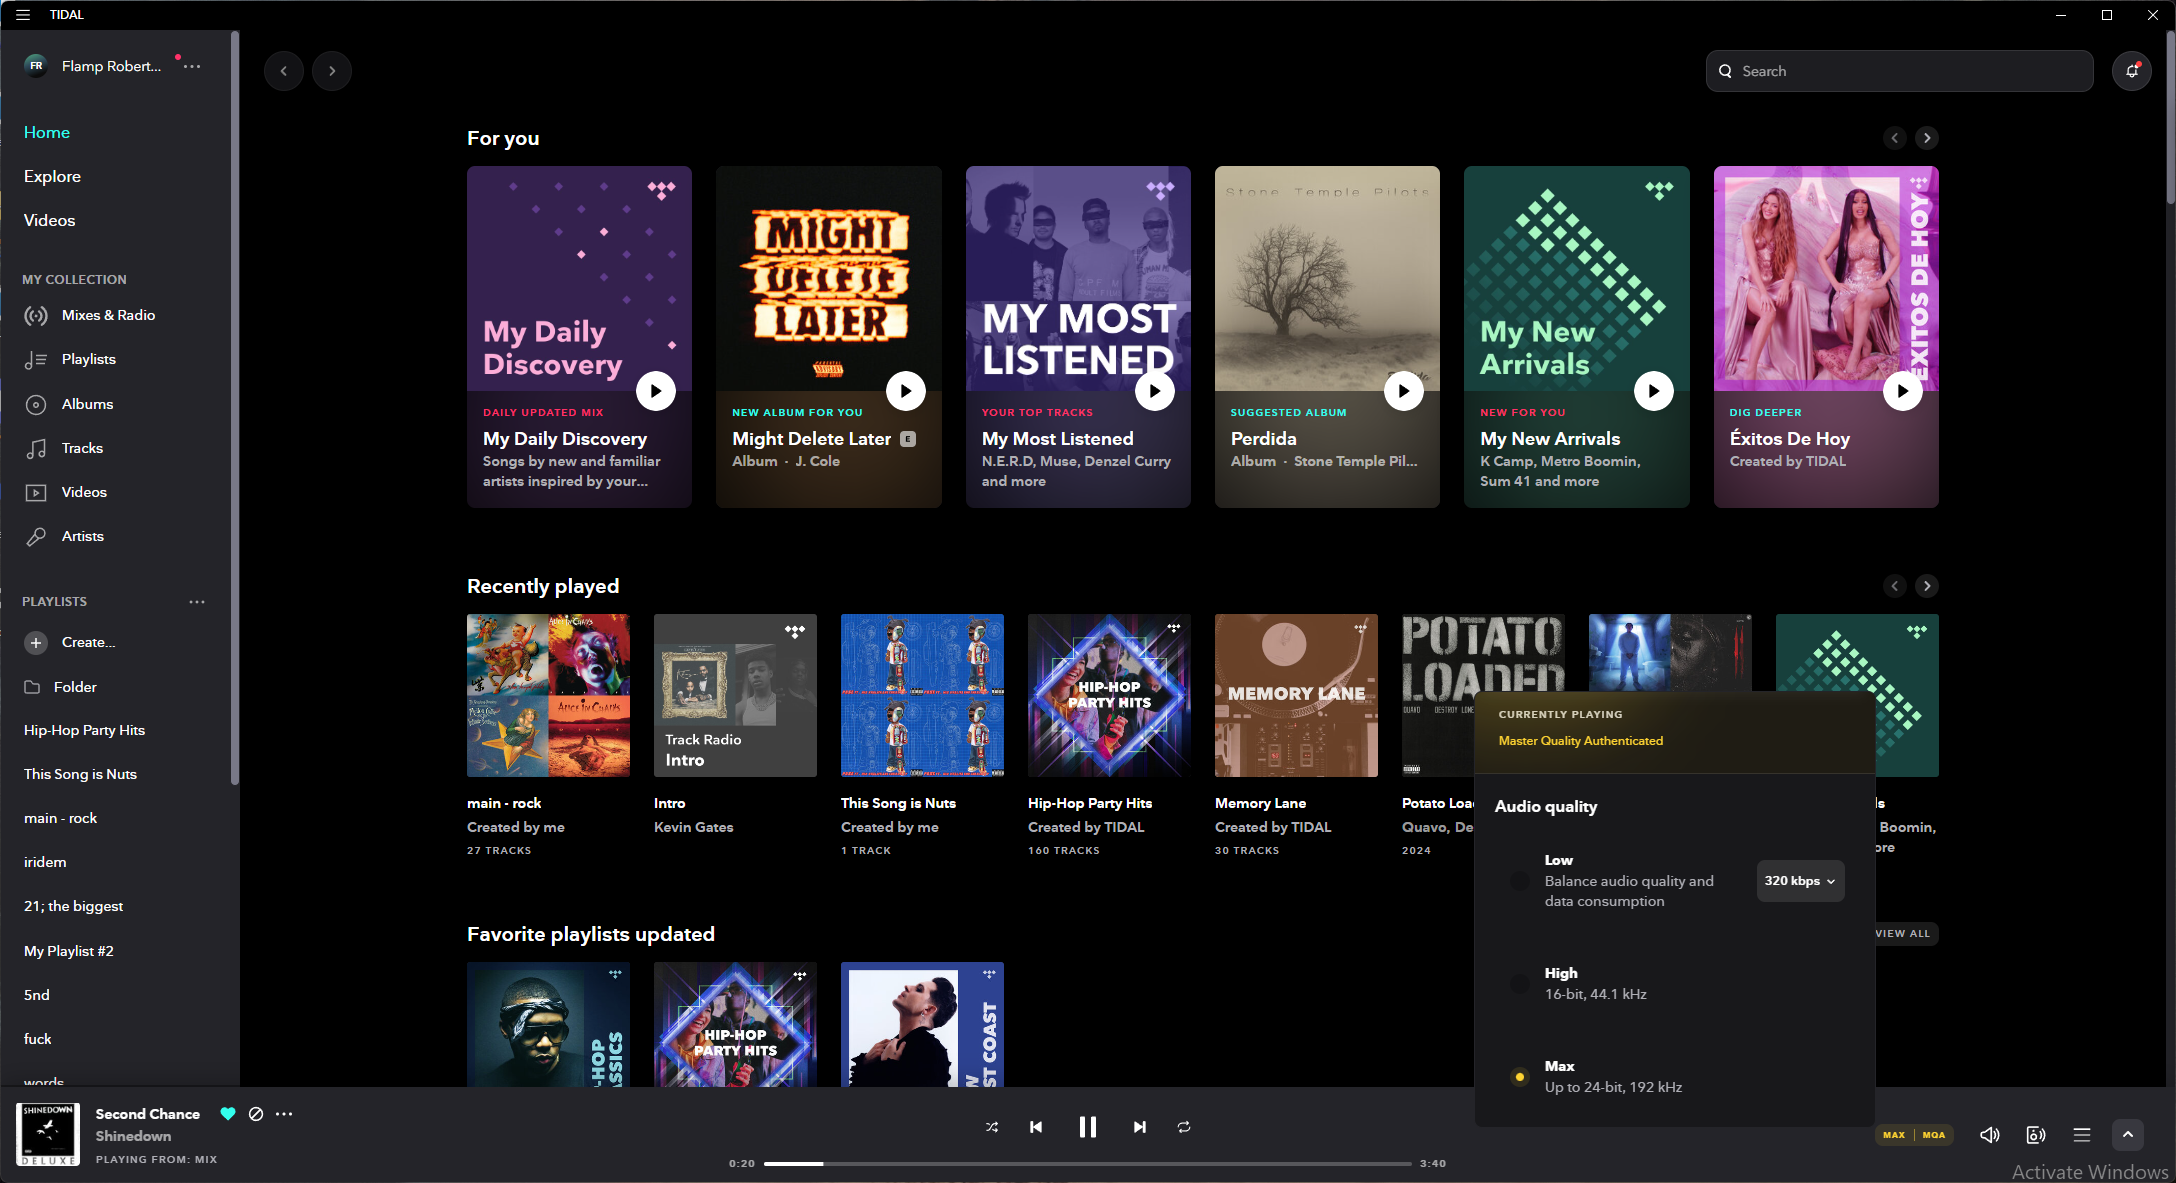 TIDAL
FR
Flamp Robert...
Search
Home
Explore
Videos
MY COLLECTION
Mixes & Radio
Playlists
Albums
Tracks
Videos
Artists
PLAYLISTS
Create...
Folder
Hip-Hop Party Hits
This Song is Nuts
main - rock
iridem
21; the biggest
My Playlist #2
5nd
fuck
words
For you
My Daily
Discovery
DAILY UPDATED MIX
My Daily Discovery
Songs by new and familiar
artists inspired by your...
MIGHT
DELETE
LATER
NEW ALBUM FOR YOU
Might Delete Later E
Album · J. Cole
MY MOST
LISTENED
YOUR TOP TRACKS
My Most Listened
N.E.R.D, Muse, Denzel Curry
and more
Stone Temple Pilots
SUGGESTED ALBUM
Perdida
Album · Stone Temple Pil...
My New
Arrivals
NEW FOR YOU
My New Arrivals
K Camp, Metro Boomin,
Sum 41 and more
ÉXITOS DE HOY
DIG DEEPER
Éxitos De Hoy
Created by TIDAL
Recently played
ALICE IN CHAINS
ALICE IN CHAINS
main - rock
Created by me
27 TRACKS
Track Radio
Intro
Intro
Kevin Gates
This Song is Nuts
Created by me
1 TRACK
HIP-HOP
PARTY HITS
Hip-Hop Party Hits
Created by TIDAL
160 TRACKS
MEMORY LANE
Memory Lane
Created by TIDAL
30 TRACKS
POTATO
LOADED
QUAVO DESTROY LONE
Potato Loa
Quavo, De
2024
ls
Boomin,
ore
CURRENTLY PLAYING
Master Quality Authenticated
Audio quality
Low
Balance audio quality and
data consumption
320 kbps
High
16-bit, 44.1 kHz
Max
Up to 24-bit, 192 kHz
Favorite playlists updated
VIEW ALL
-HOP
ASSICS
HIP-HOP
PARTY HITS
ST COAST
SHINEDOWN
DELUXE
Second Chance
Shinedown
PLAYING FROM: MIX
0:20
3:40
MAX | MQA
Activate Windows